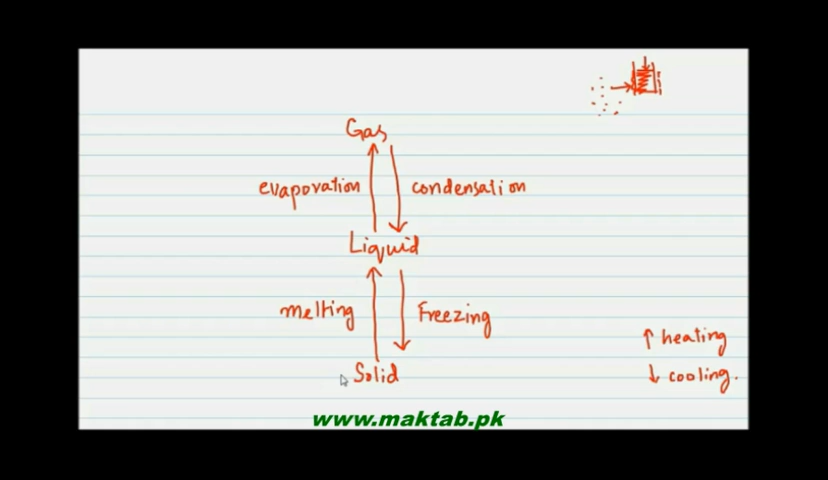 Gas
evaporation condensation
Liquid
melting Freezing
↑ heating
Solid
↓ cooling.
www.maktab.pk